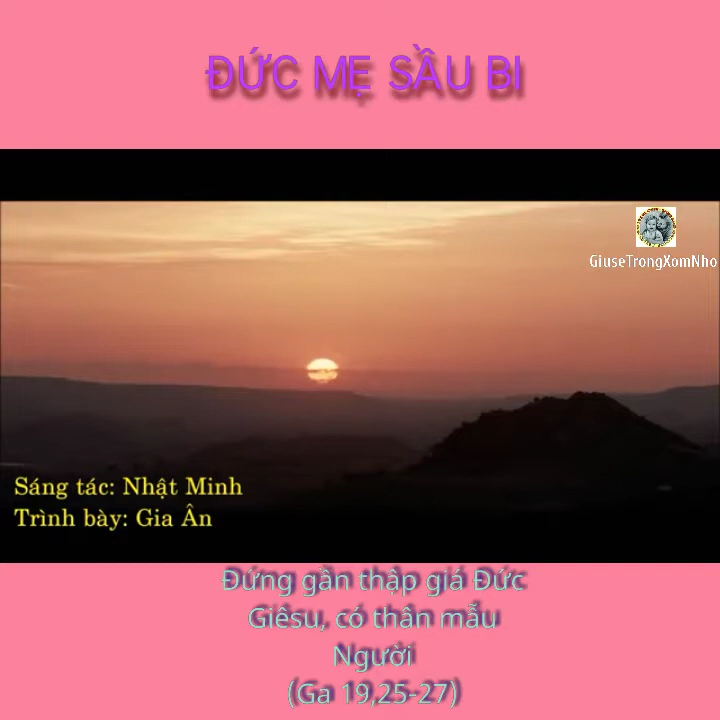 ĐỨC MẸ SẦU BI
GiuseTrongXomNho
Sáng tác: Nhật Minh
Trình bày: Gia Ân
Đứng gần thập giá Đức
Giêsu, có thân mẫu
Người
(Ga 19,25-27)